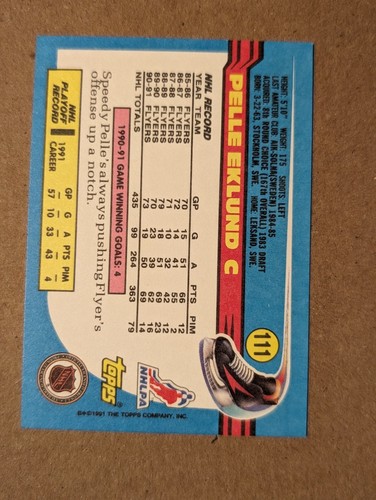 HEIGHT: 5'10" WEIGHT: 175 SHOOTS: LEFT
LAST AMATEUR CLUB: AIK-SOLNA(SWEDEN) 1984-85
ACQUIRED: 8th ROUND CHOICE (167th OVERALL) 1983 DRAFT
BORN: 3-22-63, STOCKHOLM, SWE. HOME: LEKSAND, SWE.
111
PELLE EKLUND C
NHL RECORD
YEAR TEAM GP G A PTS PIM
85-86 FLYERS 70 15 51 66 12
86-87 FLYERS 72 14 41 55 2
87-88 FLYERS 71 10 32 42 12
88-89 FLYERS 79 18 51 69 23
89-90 FLYERS 70 23 39 62 16
90-91 FLYERS 73 19 50 69 14
NHL TOTALS 435 99 264 363 79
1990-91 GAME WINNING GOALS: 4
Speedy Pelle's always pushing Flyer's
offense up a notch.
NHL PLAYOFF RECORD
GP G A PTS PIM
1991 — — — — —
CAREER 57 10 33 43 4
NHLPA
topps®
NHL
B*©1991 THE TOPPS COMPANY, INC.